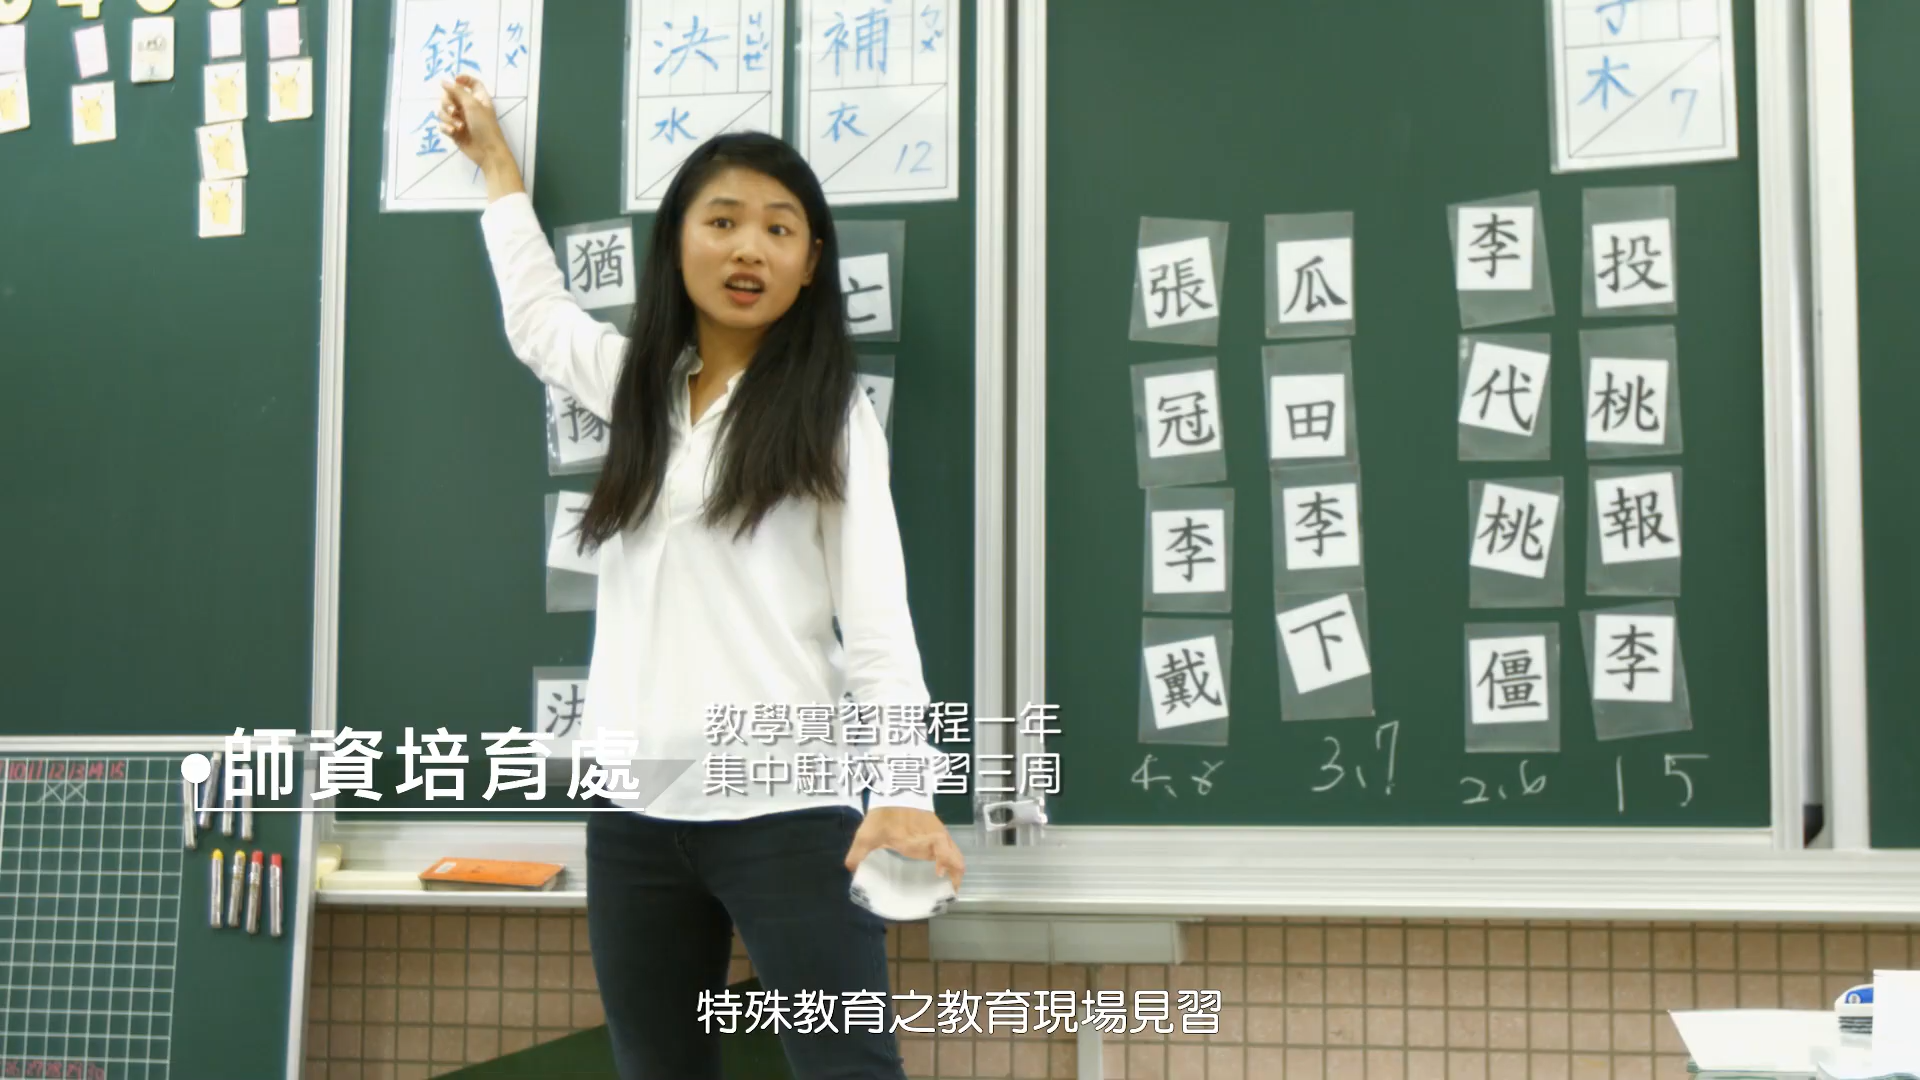 錄 ㄌㄨˋ
金
決 ㄐㄩㄝˊ
水
補 ㄅㄨˇ
衣 12
木 7
猶
豫
決
亡
張冠李戴
瓜田李下
李代桃僵
投桃報李
4、8
3、7
2、6
1 5
師資培育處
教學實習課程一年
集中駐校實習三周
特殊教育之教育現場見習